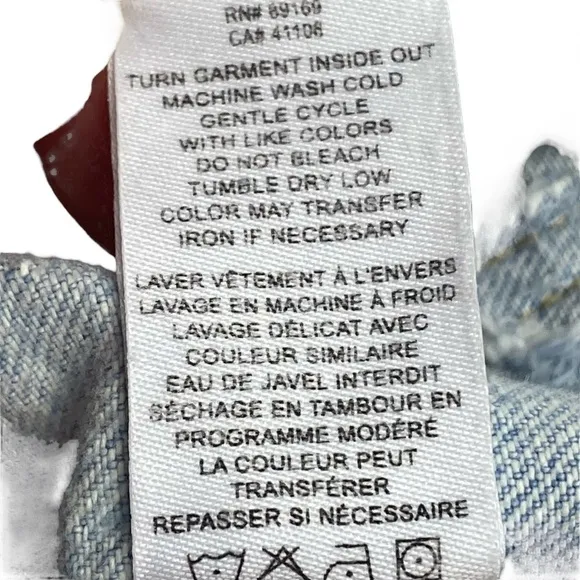 RN# 89169
CA# 41106
TURN GARMENT INSIDE OUT
MACHINE WASH COLD
GENTLE CYCLE
WITH LIKE COLORS
DO NOT BLEACH
TUMBLE DRY LOW
COLOR MAY TRANSFER
IRON IF NECESSARY
LAVER VÊTEMENT À L'ENVERS
LAVAGE EN MACHINE À FROID
LAVAGE DÉLICAT AVEC
COULEUR SIMILAIRE
EAU DE JAVEL INTERDIT
SÉCHAGE EN TAMBOUR EN
PROGRAMME MODÉRÉ
LA COULEUR PEUT
TRANSFÉRER
REPASSER SI NÉCESSAIRE